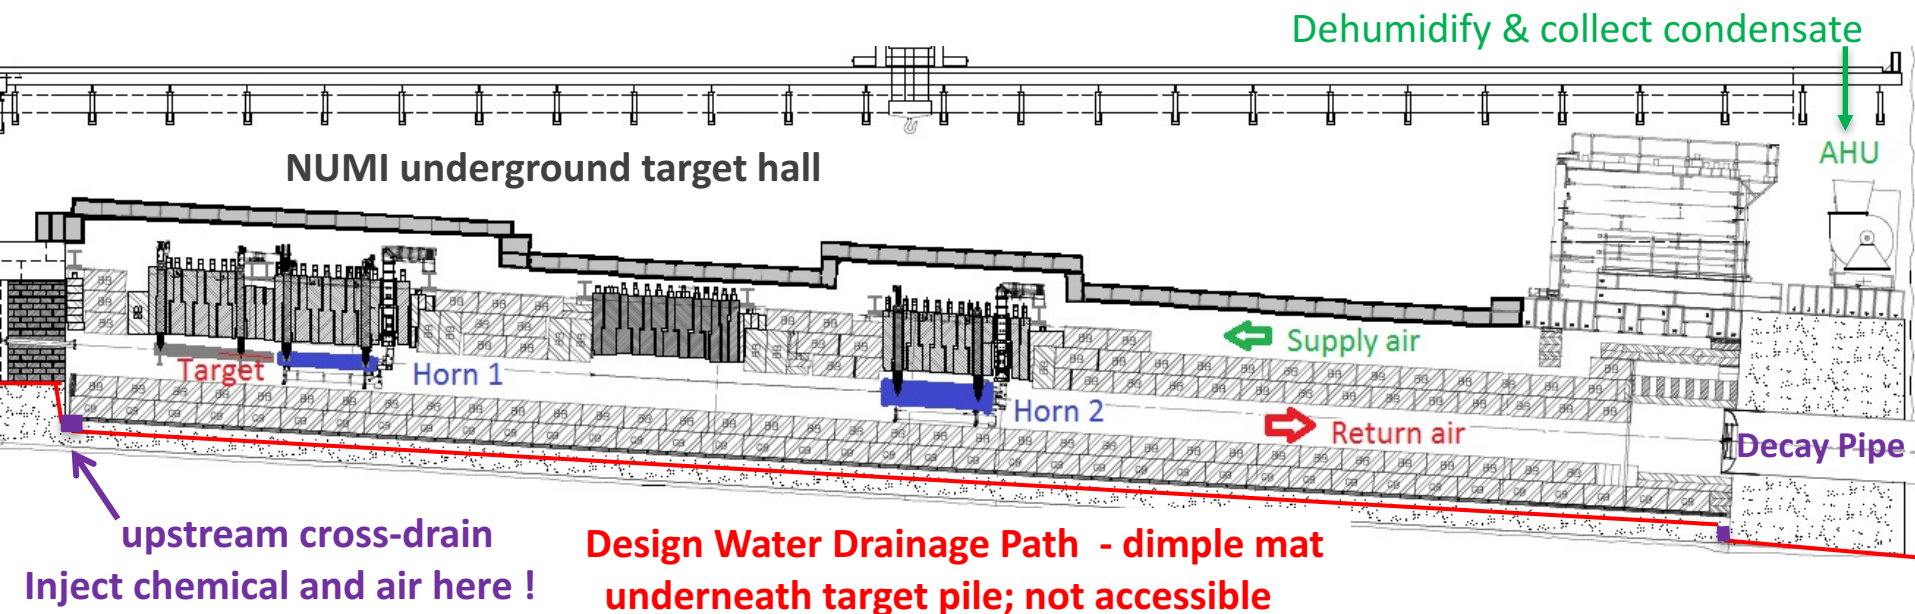 Dehumidify & collect condensate
AHU
NUMI underground target hall
Supply air
Target
Horn 1
Horn 2
Return air
Decay Pipe
upstream cross-drain
Inject chemical and air here !
Design Water Drainage Path - dimple mat
underneath target pile; not accessible